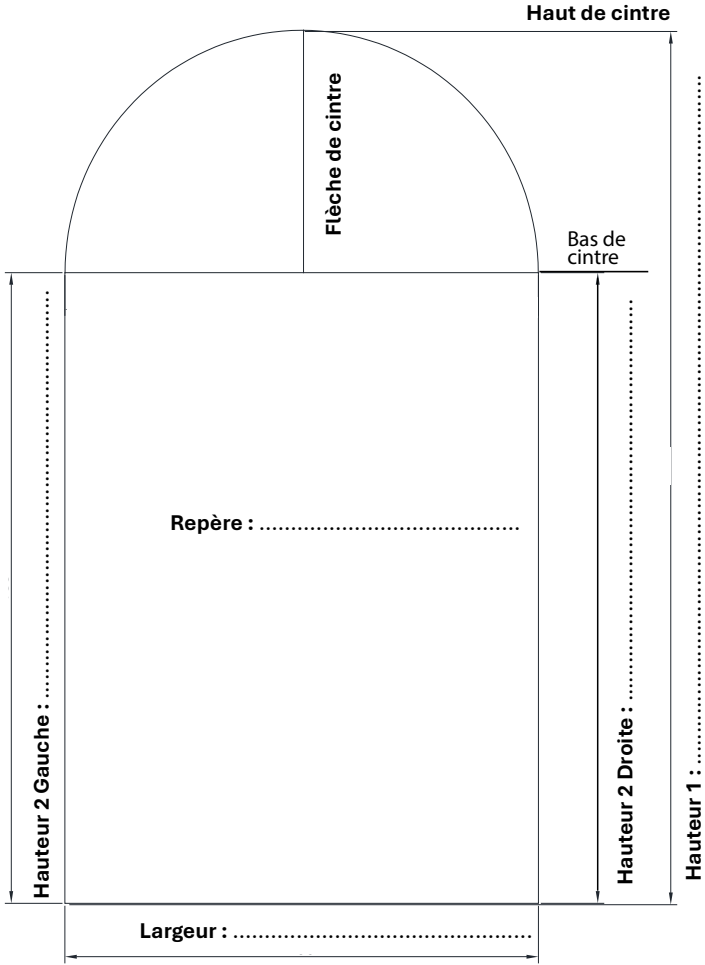 Haut de cintre
Flèche de cintre
Bas de
cintre
Repère : ........................................
Hauteur 2 Gauche : ................................................................
Hauteur 2 Droite : ................................................................
Hauteur 1 : ................................................................................................
Largeur : ..............................................